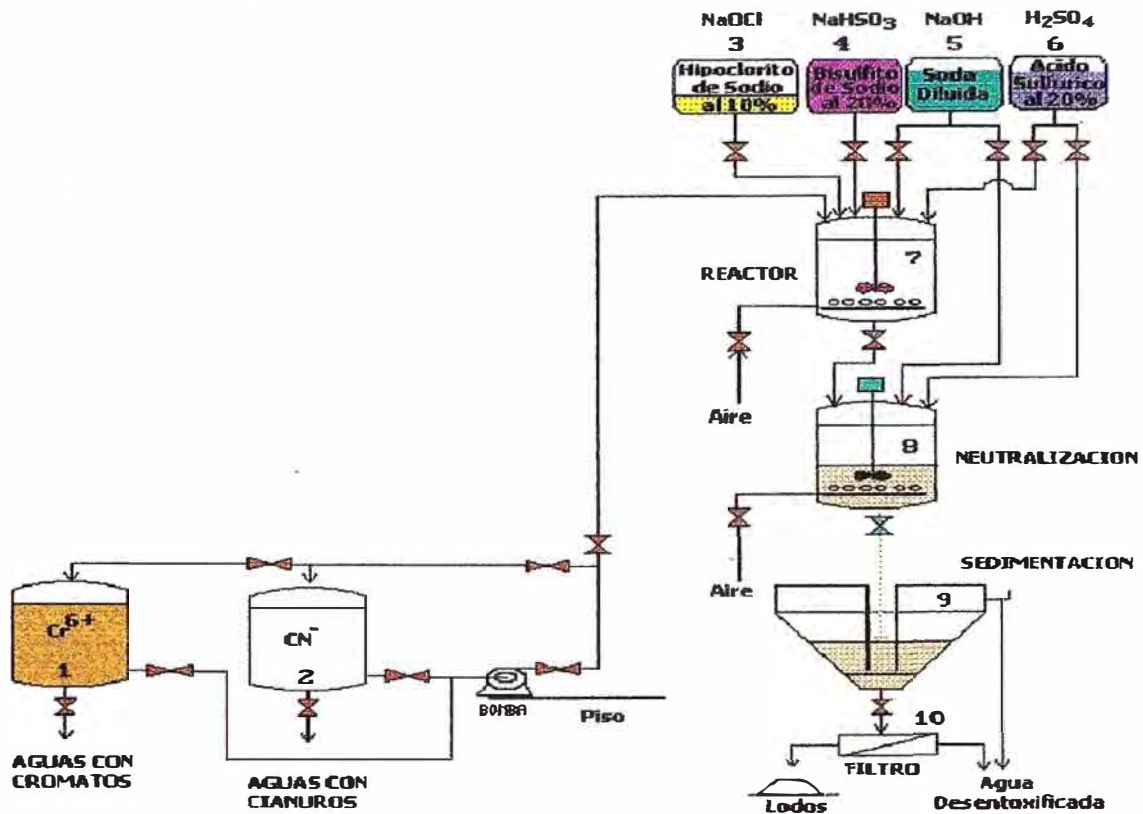 NaOCl
3
NaHSO3
4
NaOH
5
H2SO4
6
Hipoclorito
de Sodio
al 10%
Bisulfito
de Sodio
al 20%
Soda
Diluida
Acido
Sulfurico
al 20%
7
REACTOR
Aire
8
NEUTRALIZACION
Aire
SEDIMENTACION
9
Cr6+
1
CN-
2
BOMBA
Piso
10
FILTRO
AGUAS CON
CROMATOS
AGUAS CON
CIANUROS
Lodos
Agua
Desentoxificada